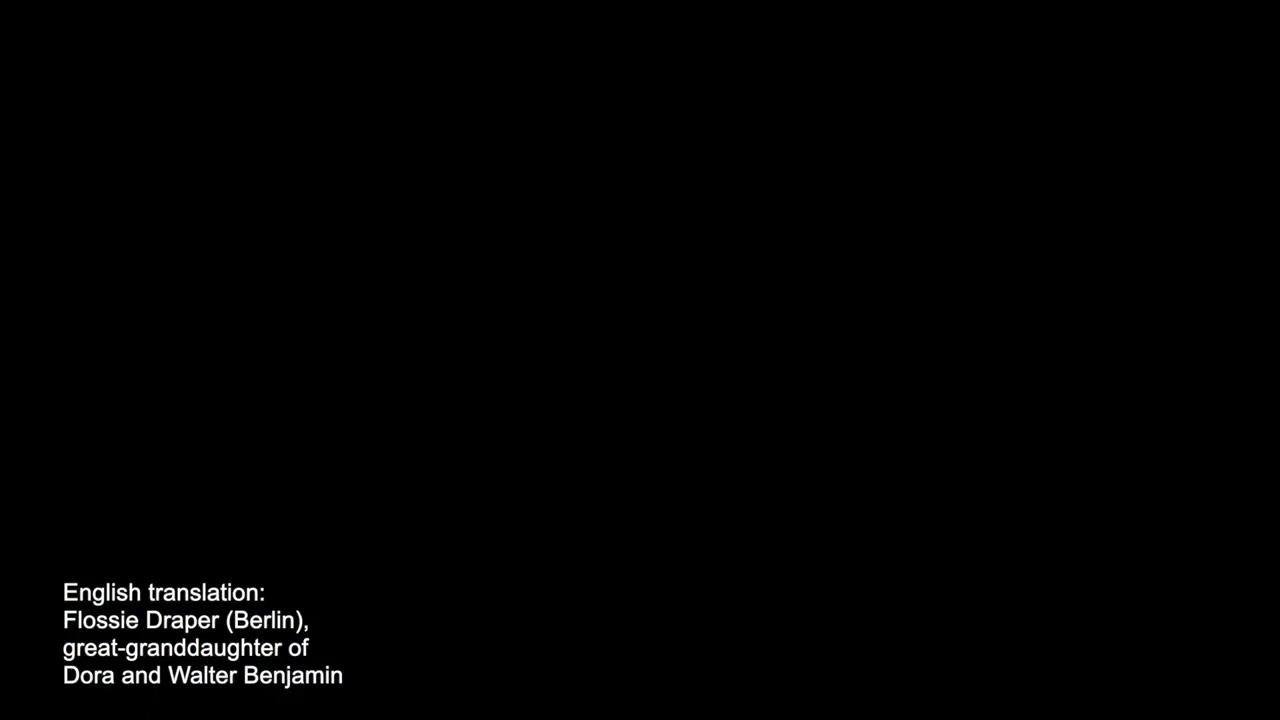 English translation:
Flossie Draper (Berlin),
great-granddaughter of
Dora and Walter Benjamin